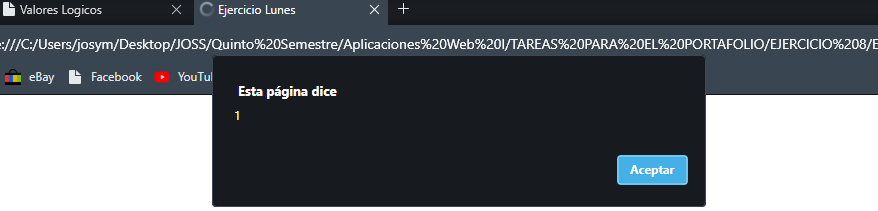 Valores Logicos
Ejercicio Lunes
:///C:/Users/josym/Desktop/JOSS/Quinto%20Semestre/Aplicaciones%20Web%20I/TAREAS%20PARA%20EL%20PORTAFOLIO/EJERCICIO%208/E
eBay
Facebook
YouTu
Esta página dice
1
Aceptar